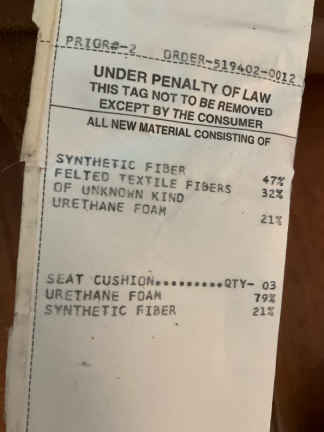 PRIOR#-2 ORDER-519402-0012
UNDER PENALTY OF LAW
THIS TAG NOT TO BE REMOVED
EXCEPT BY THE CONSUMER
ALL NEW MATERIAL CONSISTING OF
SYNTHETIC FIBER 47%
FELTED TEXTILE FIBERS 32%
OF UNKNOWN KIND
URETHANE FOAM 21%
SEAT CUSHION.........QTY- 03
URETHANE FOAM 79%
SYNTHETIC FIBER 21%